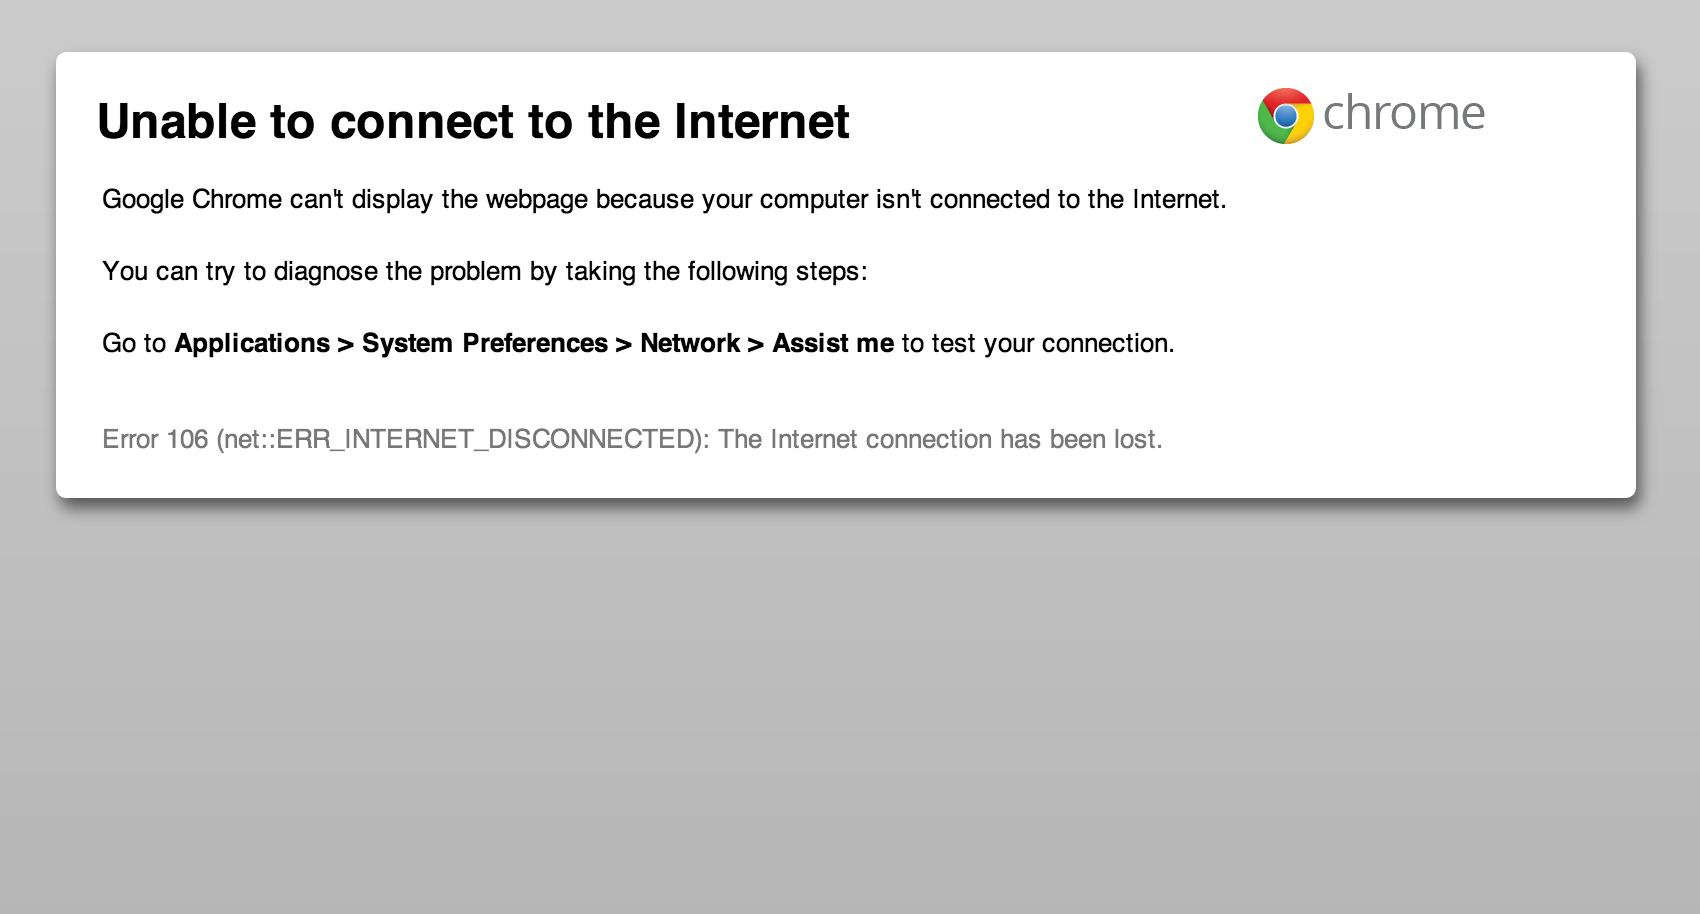 Unable to connect to the Internet
chrome
Google Chrome can't display the webpage because your computer isn't connected to the Internet.
You can try to diagnose the problem by taking the following steps:
Go to Applications > System Preferences > Network > Assist me to test your connection.
Error 106 (net::ERR_INTERNET_DISCONNECTED): The Internet connection has been lost.